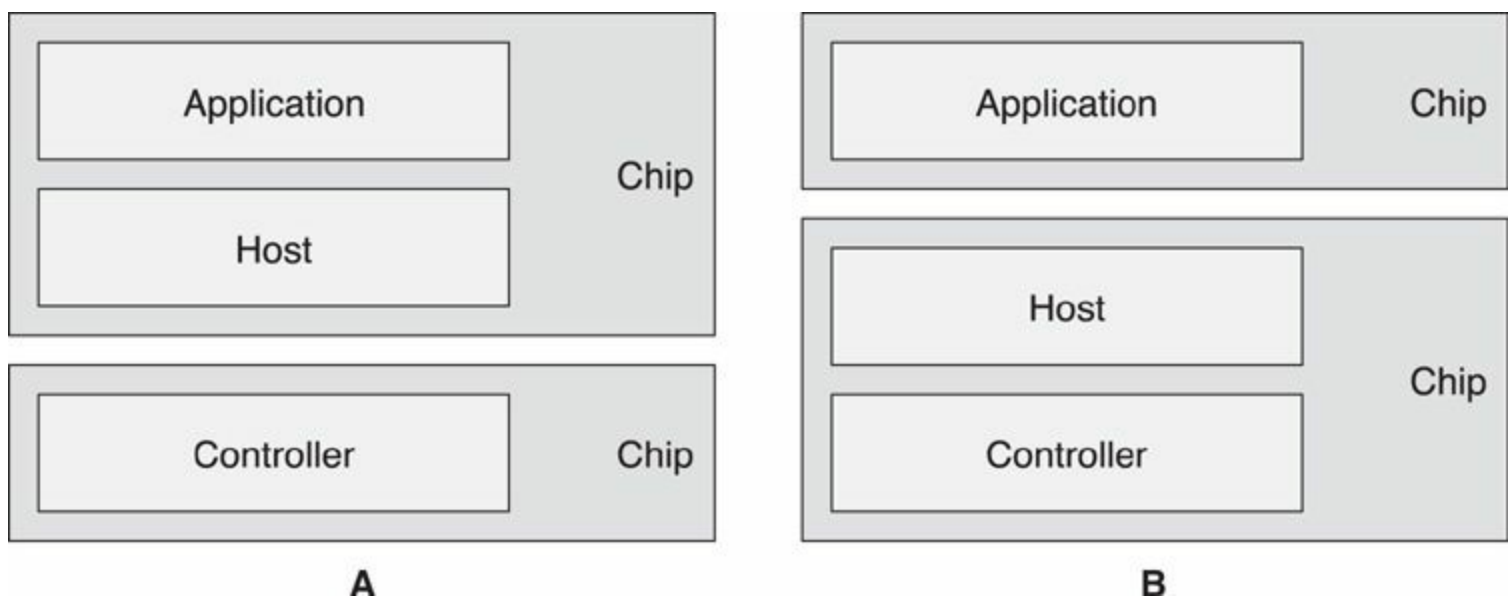 Application
Host
Chip
Controller
Chip
A
Application
Chip
Host
Controller
Chip
B